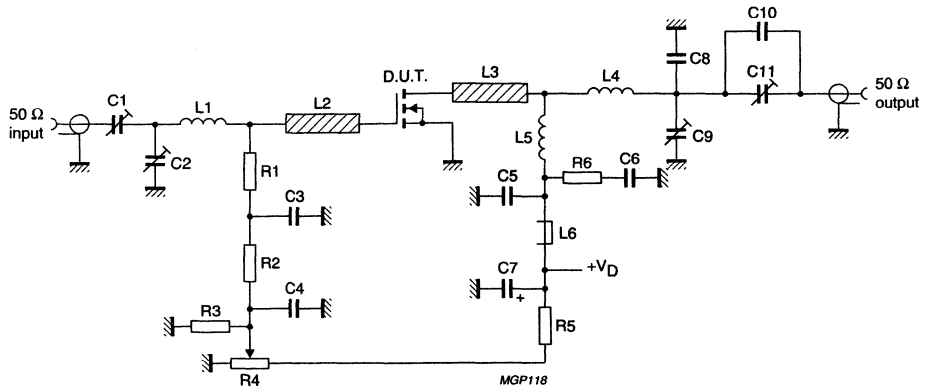 C10
C8
D.U.T.
L3
L4
C11
50 Ω
output
50 Ω
input
C1
L1
L2
C9
C2
L5
R1
R6
C6
C5
C3
L6
R2
C7
+VD
C4
+
R3
R5
R4
MGP118